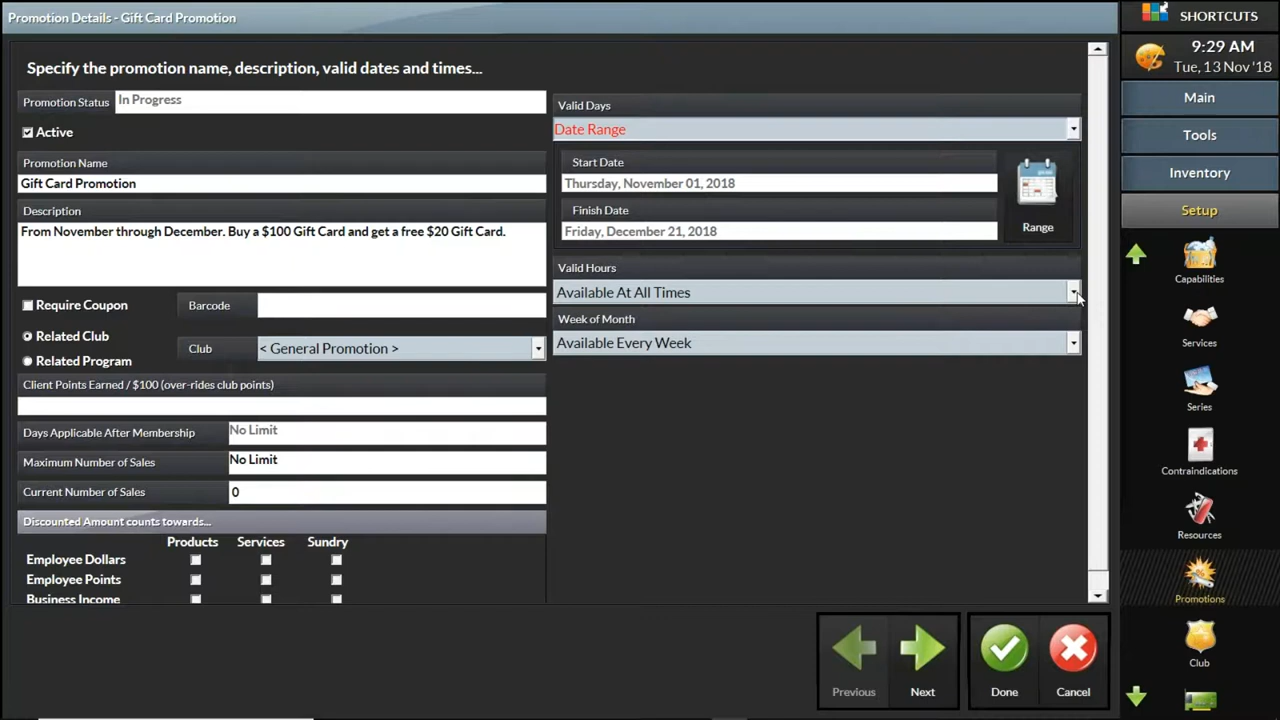 Promotion Details - Gift Card Promotion
Specify the promotion name, description, valid dates and times...
Promotion Status In Progress
Active
Promotion Name
Gift Card Promotion
Description
From November through December. Buy a $100 Gift Card and get a free $20 Gift Card.
Require Coupon Barcode
Related Club
Related Program
Club < General Promotion >
Client Points Earned / $100 (over-rides club points)
Days Applicable After Membership No Limit
Maximum Number of Sales No Limit
Current Number of Sales 0
Discounted Amount counts towards...
Products Services Sundry
Employee Dollars
Employee Points
Business Income
Valid Days
Date Range
Start Date
Thursday, November 01, 2018
Finish Date
Friday, December 21, 2018
Range
Valid Hours
Available At All Times
Week of Month
Available Every Week
Previous
Next
Done
Cancel
SHORTCUTS
9:29 AM
Tue, 13 Nov '18
Main
Tools
Inventory
Setup
Capabilities
Services
Series
Contraindications
Resources
Promotions
Club